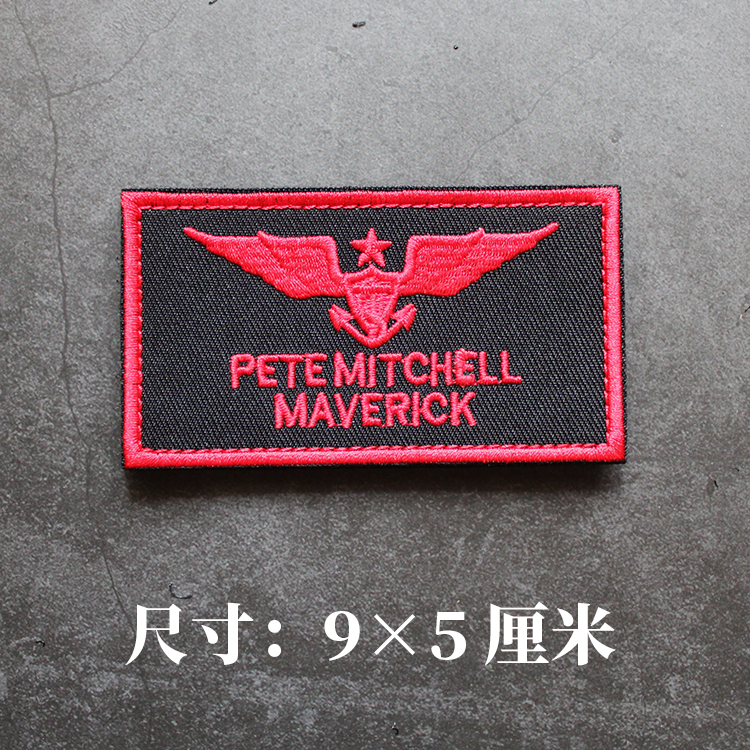 PETE MITCHELL
MAVERICK
尺寸：9×5厘米